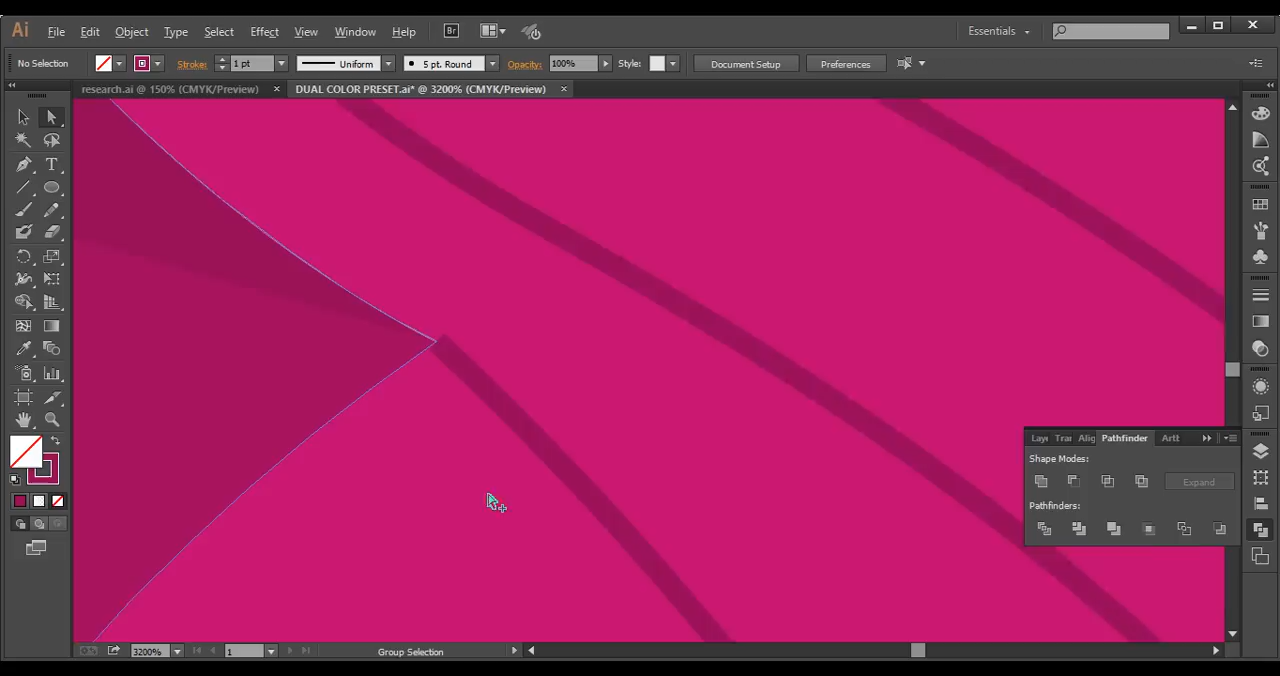 Ai File Edit Object Type Select Effect View Window Help Br Essentials
No Selection Stroke: 1 pt Uniform 5 pt. Round Opacity: 100% Style: Document Setup Preferences
research.ai @ 150% (CMYK/Preview) × DUAL COLOR PRESET.ai* @ 3200% (CMYK/Preview) ×
T
Pathfinder
Shape Modes:
Expand
Pathfinders:
3200% 1 Group Selection